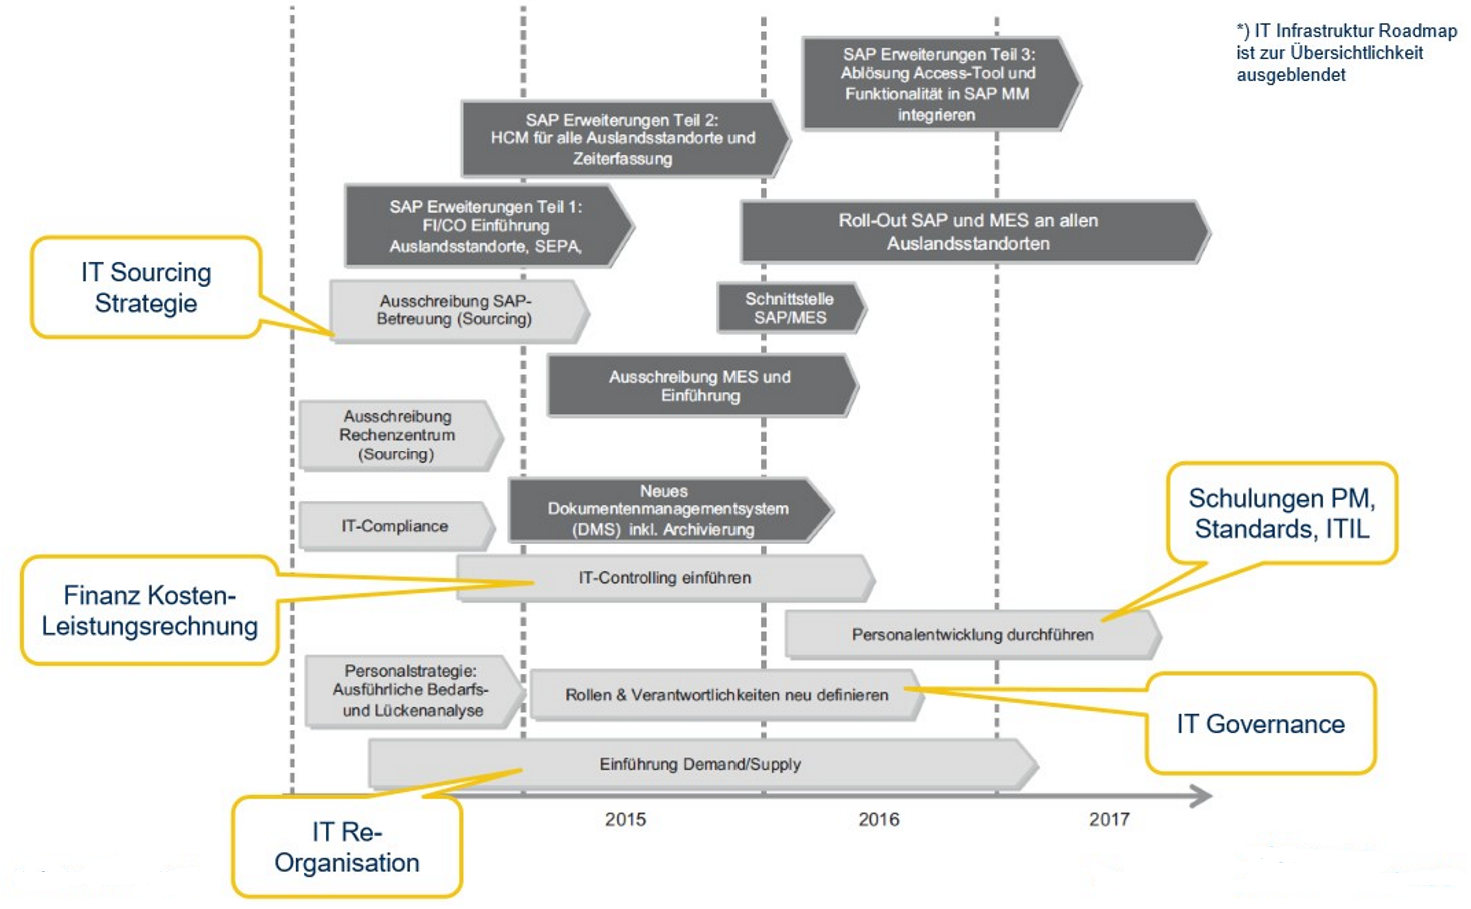 *) IT Infrastruktur Roadmap
ist zur Übersichtlichkeit
ausgeblendet
SAP Erweiterungen Teil 3:
Ablösung Access-Tool und
Funktionalität in SAP MM
integrieren
SAP Erweiterungen Teil 2:
HCM für alle Auslandsstandorte und
Zeiterfassung
SAP Erweiterungen Teil 1:
FI/CO Einführung
Auslandsstandorte, SEPA,
Roll-Out SAP und MES an allen
Auslandsstandorten
IT Sourcing
Strategie
Ausschreibung SAP-
Betreuung (Sourcing)
Schnittstelle
SAP/MES
Ausschreibung MES und
Einführung
Ausschreibung
Rechenzentrum
(Sourcing)
Neues
Dokumentenmanagementsystem
(DMS) inkl. Archivierung
IT-Compliance
Schulungen PM,
Standards, ITIL
IT-Controlling einführen
Finanz Kosten-
Leistungsrechnung
Personalentwicklung durchführen
Personalstrategie:
Ausführliche Bedarfs-
und Lückenanalyse
Rollen & Verantwortlichkeiten neu definieren
IT Governance
Einführung Demand/Supply
IT Re-
Organisation
2015
2016
2017